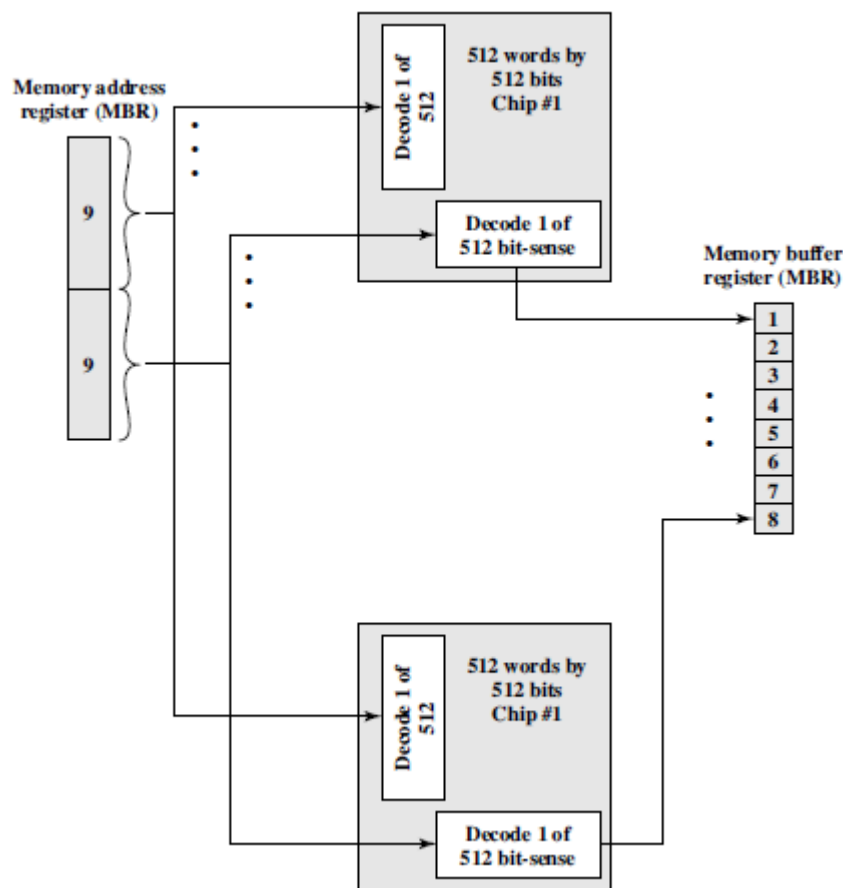 Memory address
register (MBR)
9
9
Decode 1 of
512
512 words by
512 bits
Chip #1
Decode 1 of
512 bit-sense
Memory buffer
register (MBR)
1
2
3
4
5
6
7
8
Decode 1 of
512
512 words by
512 bits
Chip #1
Decode 1 of
512 bit-sense